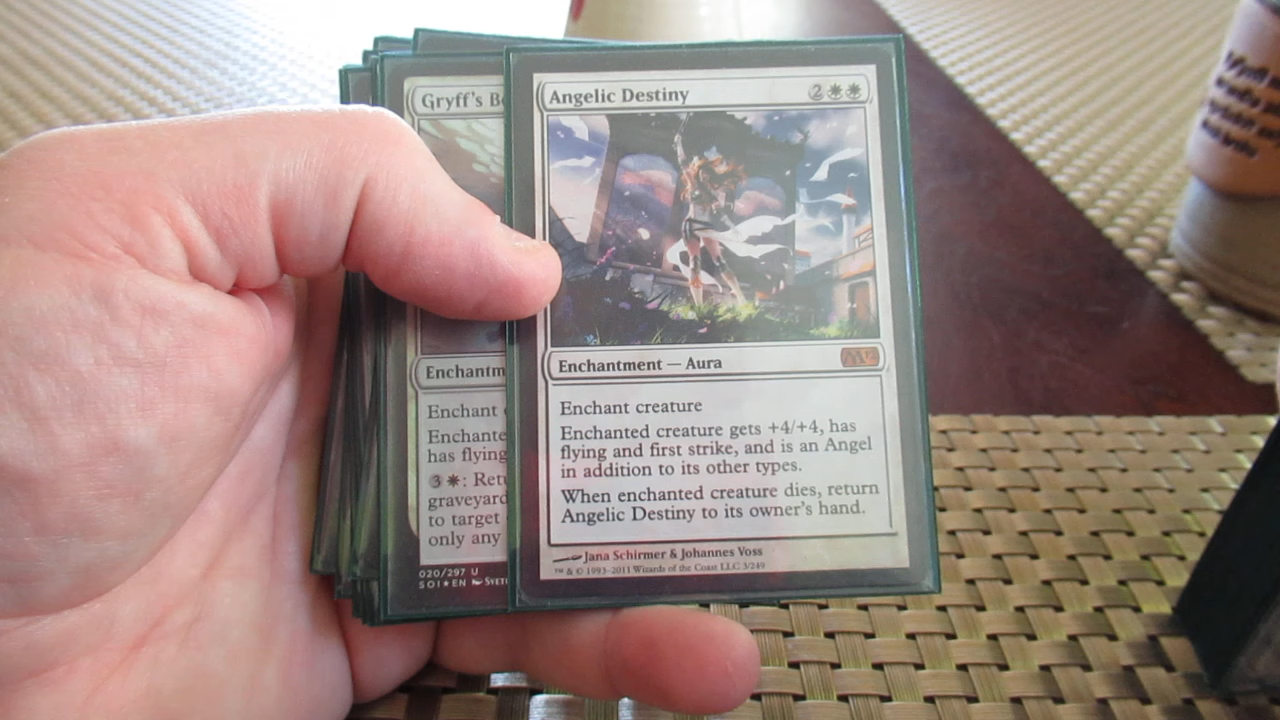 Gryff's B
Enchantm
Enchant
Enchante
has flying
3 : Retu
graveyard
to target
only any
020/297 U
SOI★EN SVET
Angelic Destiny 2
Enchantment — Aura
M12
Enchant creature
Enchanted creature gets +4/+4, has
flying and first strike, and is an Angel
in addition to its other types.
When enchanted creature dies, return
Angelic Destiny to its owner's hand.
Jana Schirmer & Johannes Voss
™ & © 1993–2011 Wizards of the Coast LLC 3/249